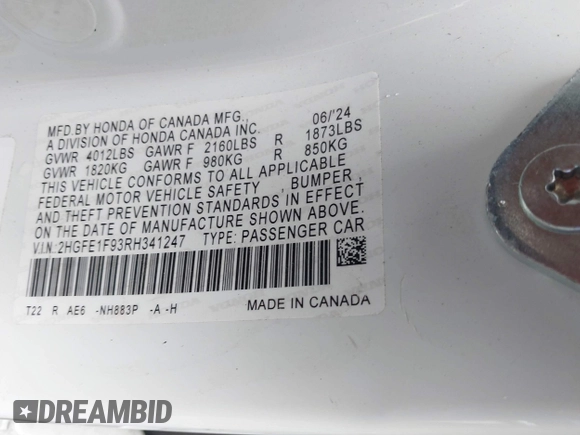 MFD.BY HONDA OF CANADA MFG., 06/'24
A DIVISION OF HONDA CANADA INC.
GVWR 4012LBS GAWR F 2160LBS R 1873LBS
GVWR 1820KG GAWR F 980KG R 850KG
THIS VEHICLE CONFORMS TO ALL APPLICABLE
FEDERAL MOTOR VEHICLE SAFETY , BUMPER ,
AND THEFT PREVENTION STANDARDS IN EFFECT
ON THE DATE OF MANUFACTURE SHOWN ABOVE.
V.I.N: 2HGFE1F93RH341247 TYPE: PASSENGER CAR
T22 R AE6 -NH883P -A -H MADE IN CANADA
DREAMBID